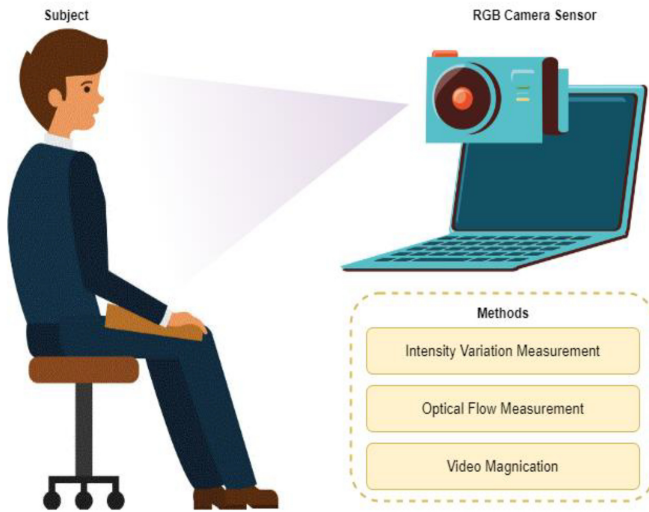 Subject
RGB Camera Sensor
Methods
Intensity Variation Measurement
Optical Flow Measurement
Video Magnication